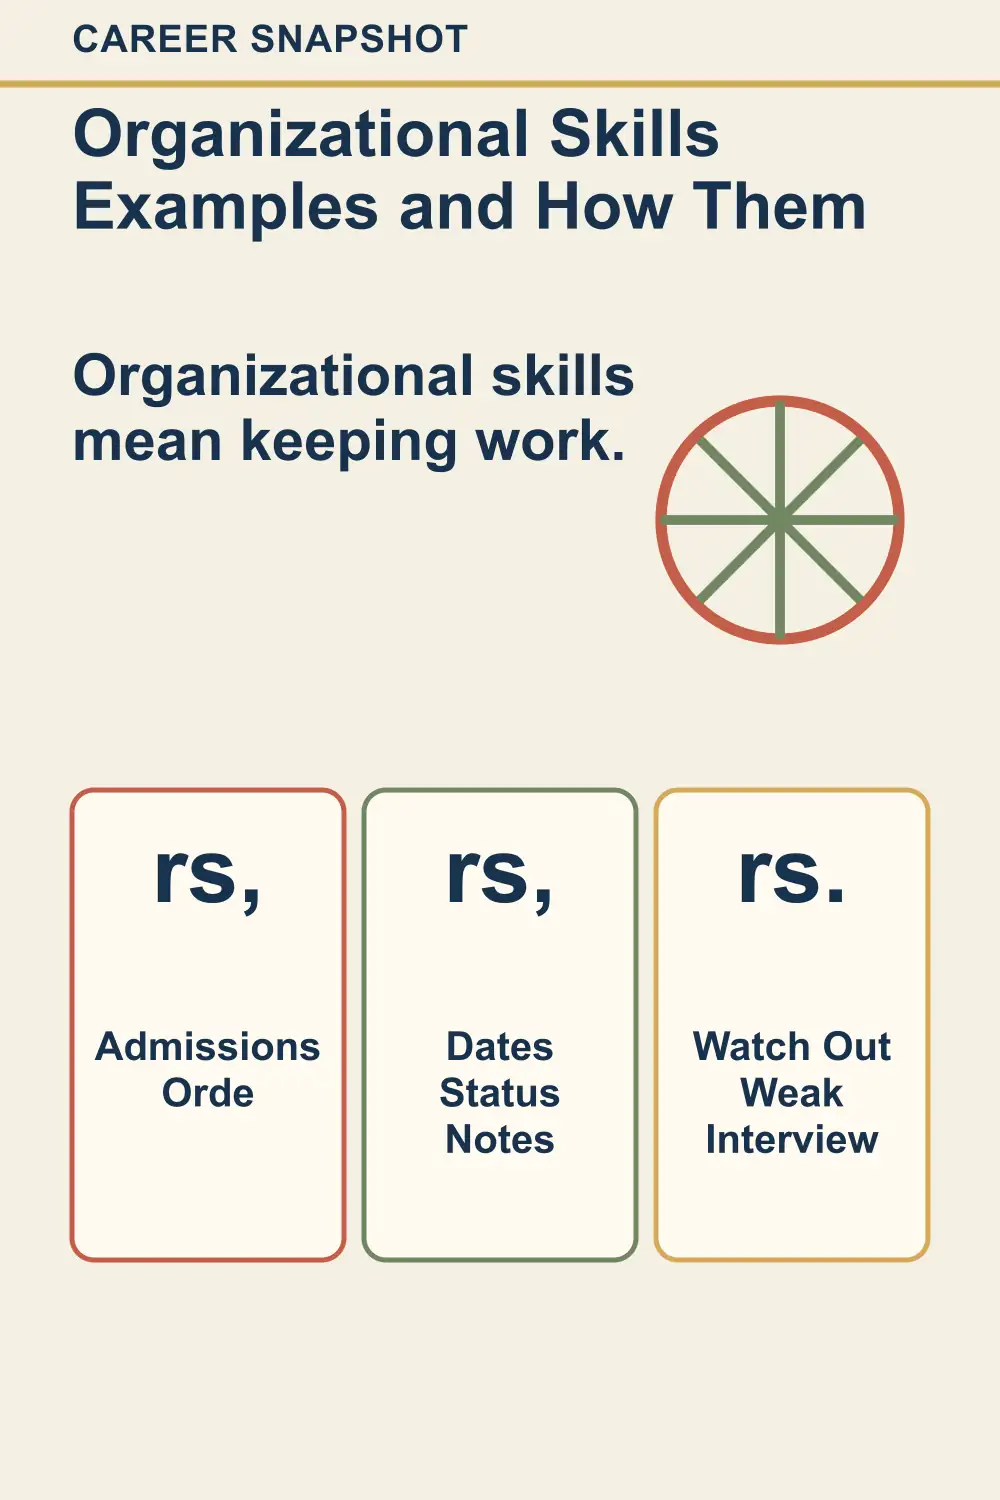 CAREER SNAPSHOT
Organizational Skills
Examples and How Them
Organizational skills
mean keeping work.
rs,
Admissions
Orde
rs,
Dates
Status
Notes
rs.
Watch Out
Weak
Interview